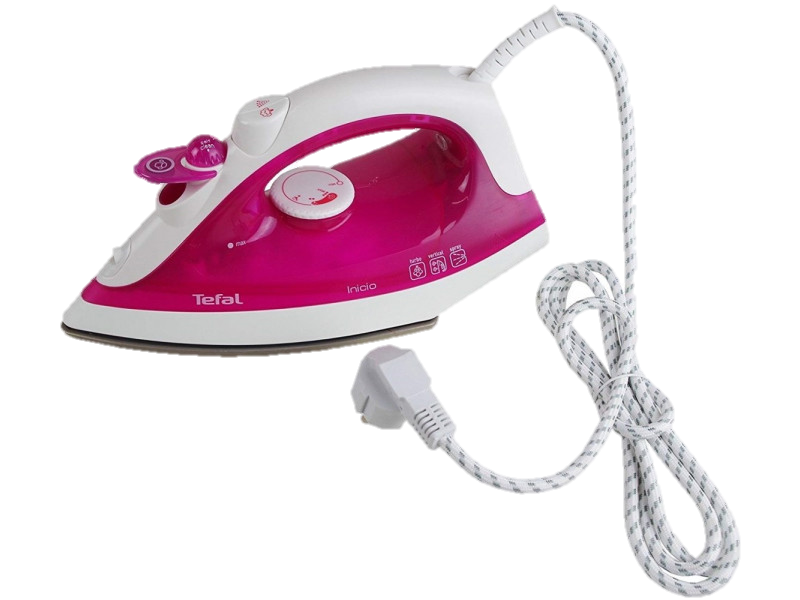 max
turbo
vertical
spray
Inicio
Tefal